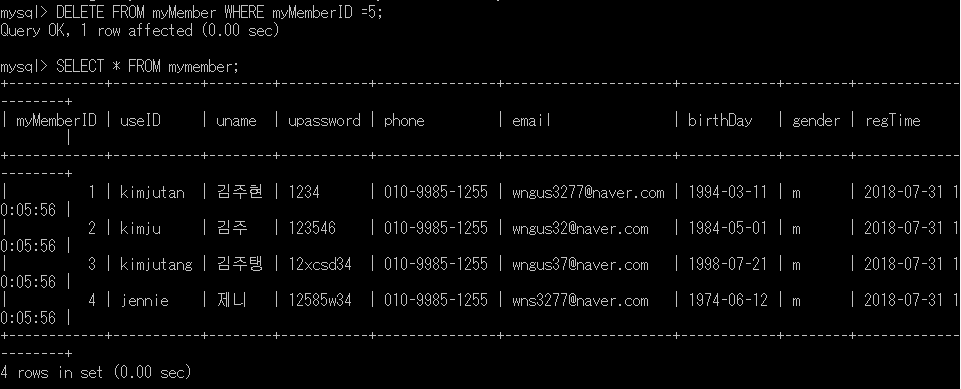 mysql> DELETE FROM myMember WHERE myMemberID =5;
Query OK, 1 row affected (0.00 sec)
mysql> SELECT * FROM mymember;
+------------+----------+--------+-----------+---------------+----------------------+------------+--------+-----------
--------+
| myMemberID | useID    | uname  | upassword | phone         | email                | birthDay   | gender | regTime
        |
+------------+----------+--------+-----------+---------------+----------------------+------------+--------+-----------
--------+
|          1 | kimjutan | 김주현 | 1234      | 010-9985-1255 | wngus3277@naver.com | 1994-03-11 | m      | 2018-07-31 1
0:05:56 |
|          2 | kimju    | 김주   | 123546    | 010-9985-1255 | wngus32@naver.com   | 1984-05-01 | m      | 2018-07-31 1
0:05:56 |
|          3 | kimjutang | 김주탱 | 12xcsd34  | 010-9985-1255 | wngus37@naver.com   | 1998-07-21 | m      | 2018-07-31 1
0:05:56 |
|          4 | jennie   | 제니   | 12585w34  | 010-9985-1255 | wns3277@naver.com   | 1974-06-12 | m      | 2018-07-31 1
0:05:56 |
+------------+----------+--------+-----------+---------------+----------------------+------------+--------+-----------
--------+
4 rows in set (0.00 sec)